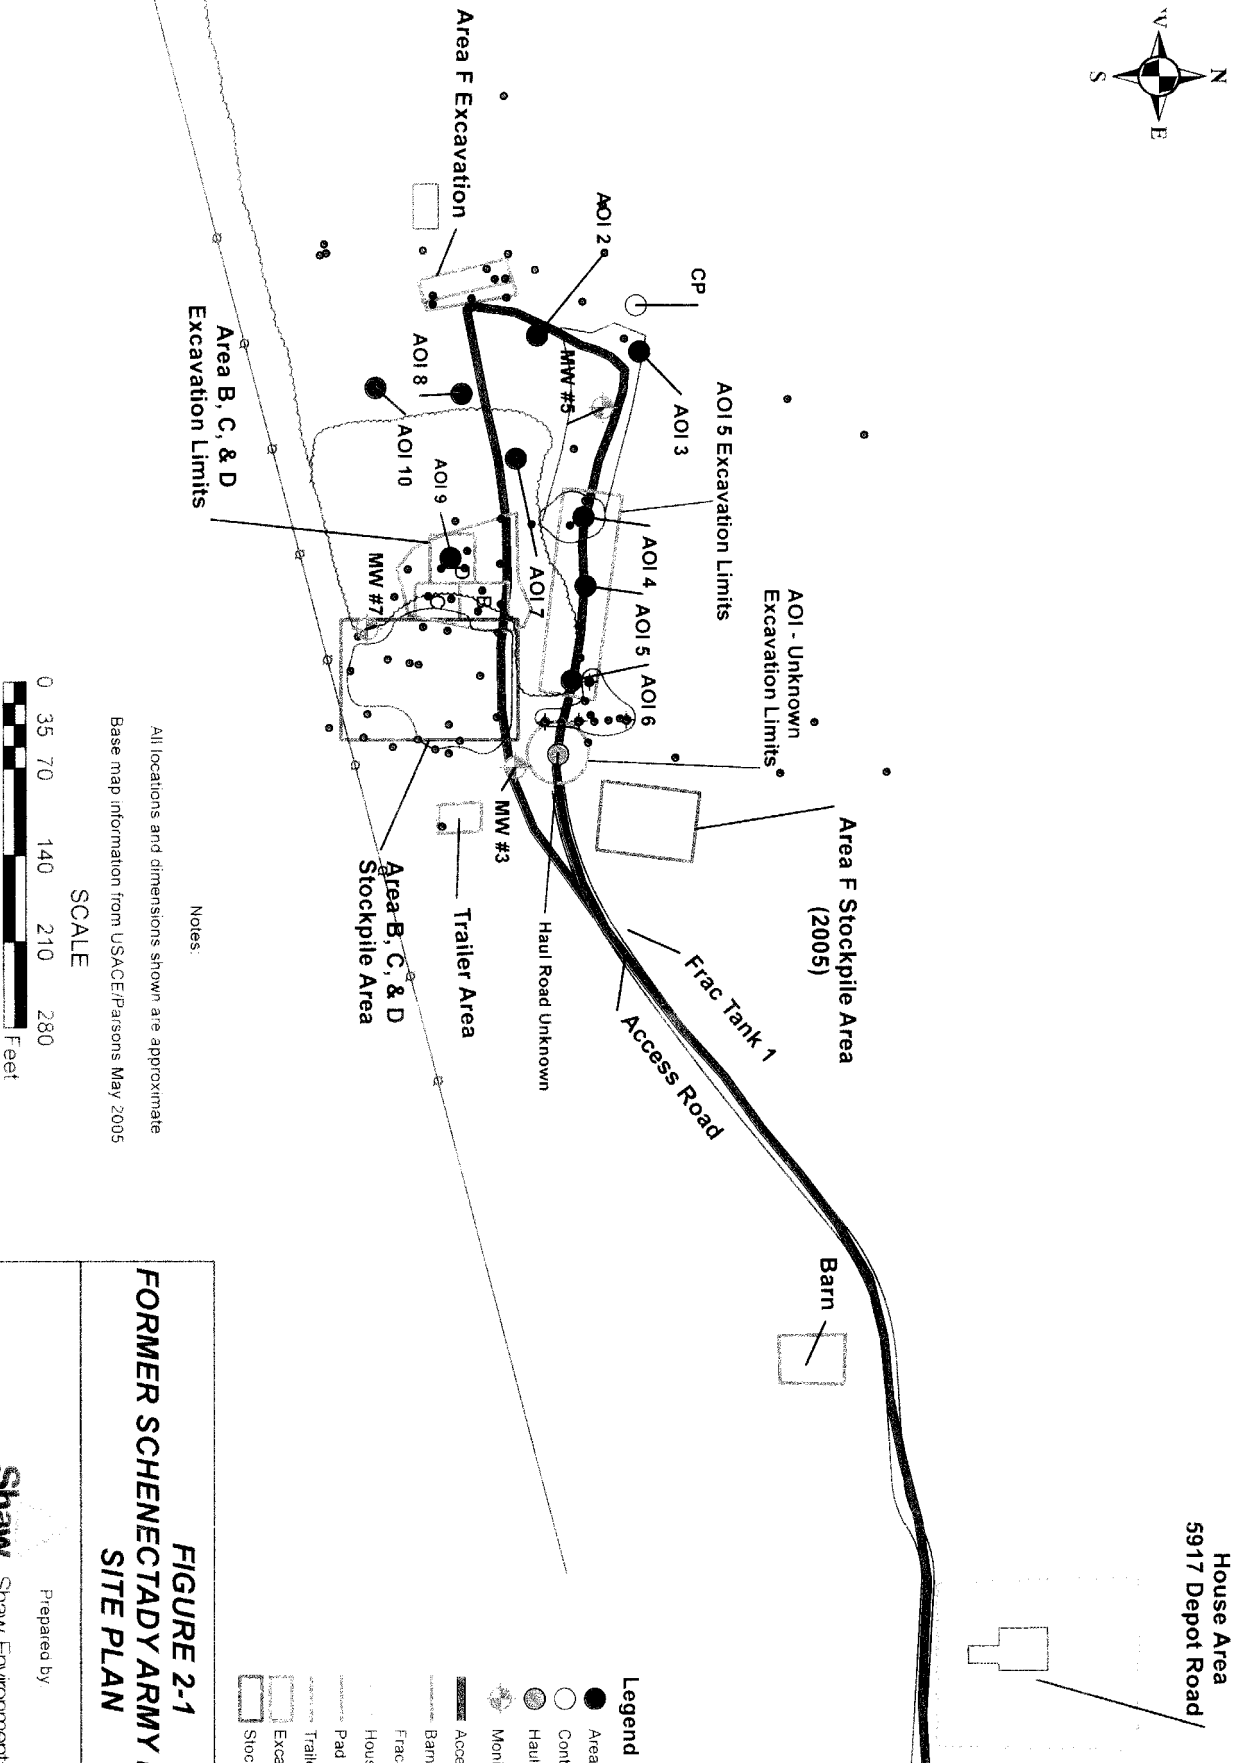 W
N
S
E
Area F Excavation
AOI 2
CP
AOI 3
MW #5
AOI 8
AOI 10
Area B, C, & D
Excavation Limits
AOI 9
D
C
B
MW #7
AOI 7
AOI 5 Excavation Limits
AOI 4
AOI 5
AOI 6
AOI - Unknown
Excavation Limits
MW #3
Area F Stockpile Area
(2005)
Haul Road Unknown
Trailer Area
Area B, C, & D
Stockpile Area
Frac Tank 1
Access Road
Barn
House Area
5917 Depot Road
Notes:
All locations and dimensions shown are approximate
Base map information from USACE/Parsons May 2005
SCALE
0 35 70 140 210 280
Feet
Legend
Area
FIGURE 2-1
FORMER SCHENECTADY ARMY
SITE PLAN
Prepared by
Shaw